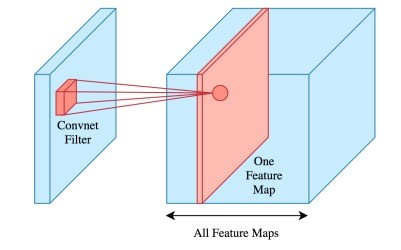 Convnet
Filter
One
Feature
Map
All Feature Maps